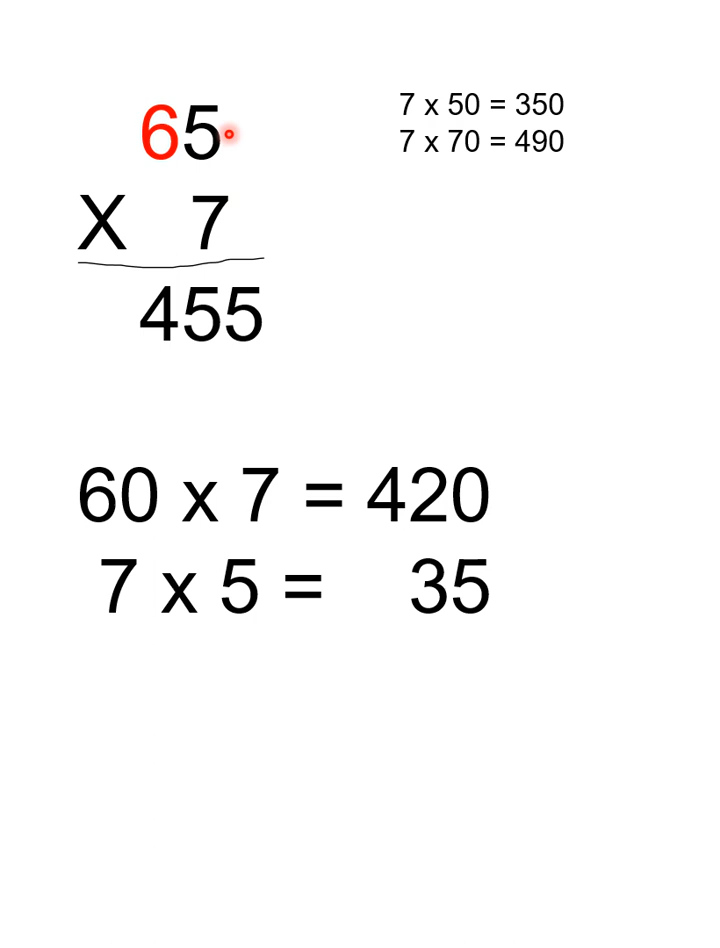 65
X 7
455
7 x 50 = 350
7 x 70 = 490
60 x 7 = 420
7 x 5 = 35